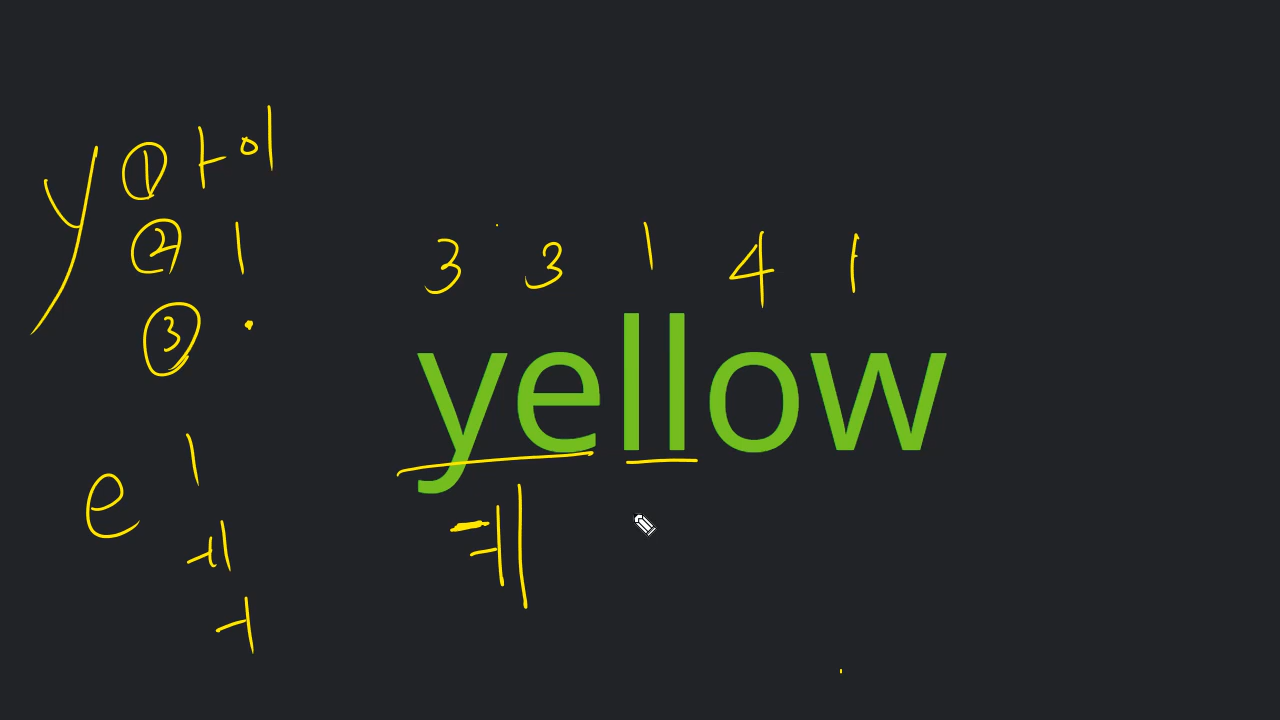 y ① ㅏ이
② ㅣ
③ ·
3 3 1 4 1
yellow
e ㅣ
ㅔ
ㅓ
ㅖ